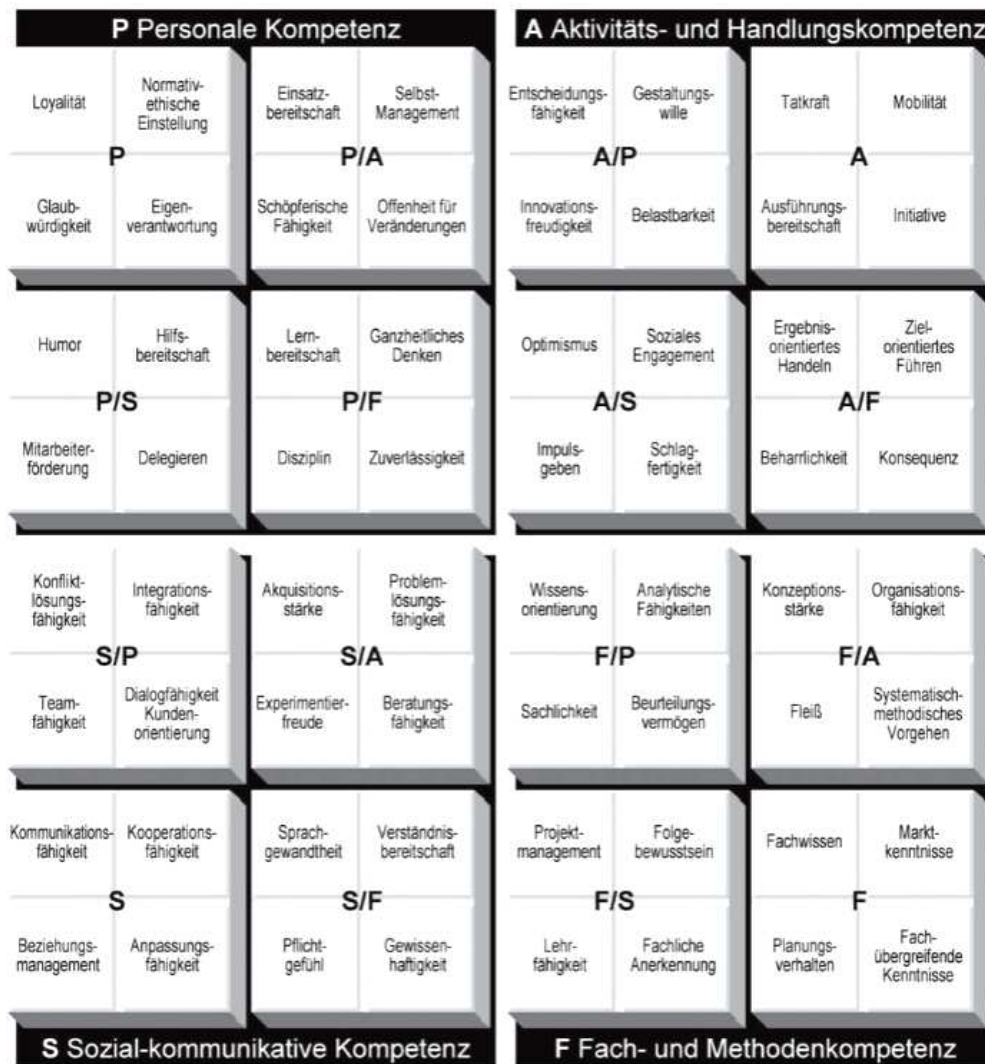 P Personale Kompetenz
Loyalität
Normativ-
ethische
Einstellung
Einsatz-
bereitschaft
Selbst-
Management
P
P/A
Glaub-
würdigkeit
Eigen-
verantwortung
Schöpferische
Fähigkeit
Offenheit für
Veränderungen
Humor
Hilfs-
bereitschaft
Lern-
bereitschaft
Ganzheitliches
Denken
P/S
P/F
Mitarbeiter-
förderung
Delegieren
Disziplin
Zuverlässigkeit
A Aktivitäts- und Handlungskompetenz
Entscheidungs-
fähigkeit
Gestaltungs-
wille
Tatkraft
Mobilität
A/P
A
Innovations-
freudigkeit
Belastbarkeit
Ausführungs-
bereitschaft
Initiative
Optimismus
Soziales
Engagement
Ergebnis-
orientiertes
Handeln
Ziel-
orientiertes
Führen
A/S
A/F
Impuls-
geben
Schlag-
fertigkeit
Beharrlichkeit
Konsequenz
Konflikt-
lösungs-
fähigkeit
Integrations-
fähigkeit
Akquisitions-
stärke
Problem-
lösungs-
fähigkeit
S/P
S/A
Team-
fähigkeit
Dialogfähigkeit
Kunden-
orientierung
Experimentier-
freude
Beratungs-
fähigkeit
Kommunikations-
fähigkeit
Kooperations-
fähigkeit
Sprach-
gewandtheit
Verständnis-
bereitschaft
S
S/F
Beziehungs-
management
Anpassungs-
fähigkeit
Pflicht-
gefühl
Gewissen-
haftigkeit
S Sozial-kommunikative Kompetenz
Wissens-
orientierung
Analytische
Fähigkeiten
Konzeptions-
stärke
Organisations-
fähigkeit
F/P
F/A
Sachlichkeit
Beurteilungs-
vermögen
Fleiß
Systematisch-
methodisches
Vorgehen
Projekt-
management
Folge-
bewusstsein
Fachwissen
Markt-
kenntnisse
F/S
F
Lehr-
fähigkeit
Fachliche
Anerkennung
Planungs-
verhalten
Fach-
übergreifende
Kenntnisse
F Fach- und Methodenkompetenz